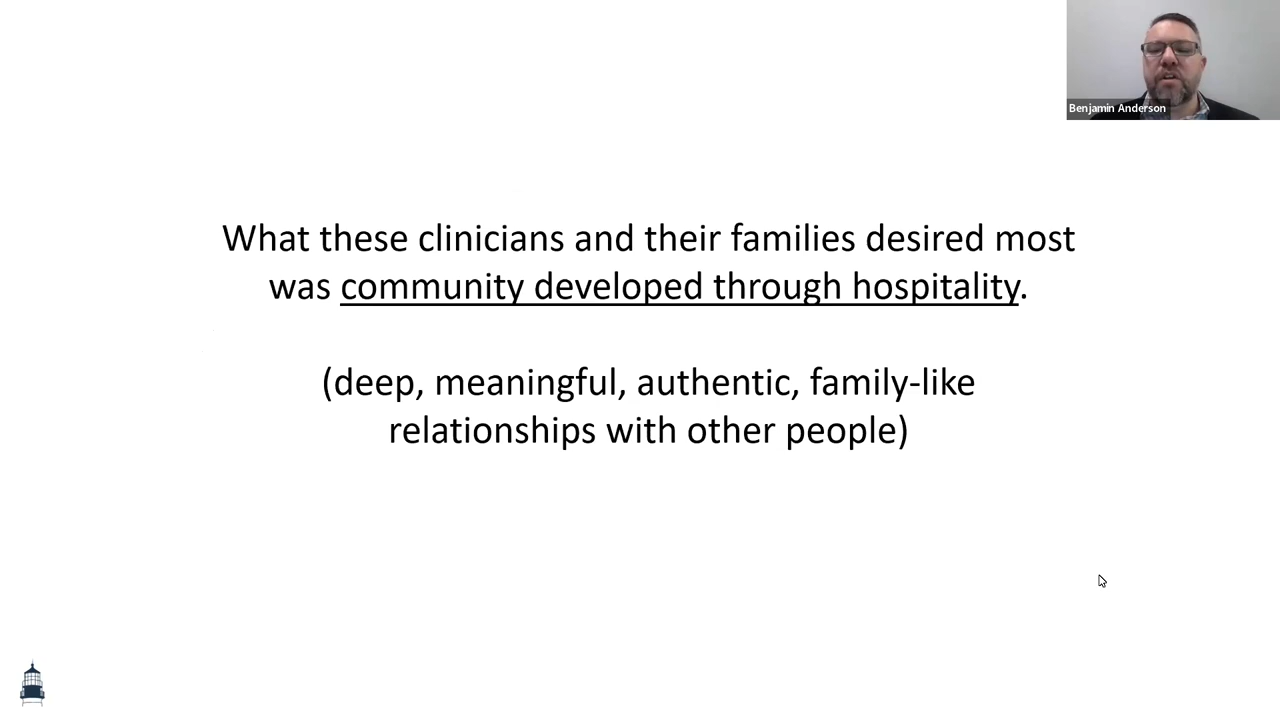 Benjamin Anderson
What these clinicians and their families desired most
was community developed through hospitality.
(deep, meaningful, authentic, family-like
relationships with other people)